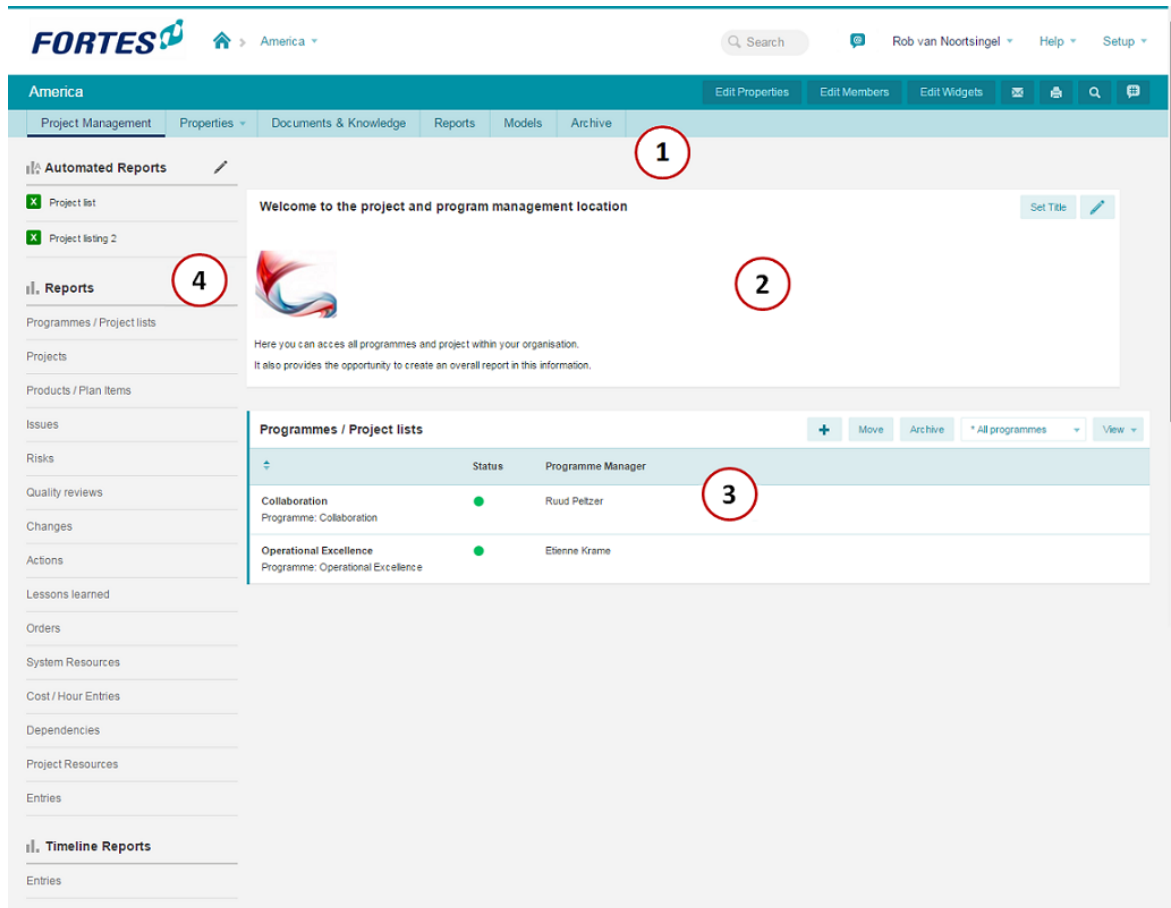 FORTES
America
Search
Rob van Noortsingel
Help
Setup
America
Edit Properties
Edit Members
Edit Widgets
Project Management
Properties
Documents & Knowledge
Reports
Models
Archive
1
Automated Reports
X Project list
X Project listing 2
4
Reports
Programmes / Project lists
Projects
Products / Plan Items
Issues
Risks
Quality reviews
Changes
Actions
Lessons learned
Orders
System Resources
Cost / Hour Entries
Dependencies
Project Resources
Entries
Timeline Reports
Entries
Welcome to the project and program management location
Set Title
2
Here you can acces all programmes and project within your organisation.
It also provides the opportunity to create an overall report in this information.
Programmes / Project lists
+
Move
Archive
* All programmes
View
Status
Programme Manager
3
Collaboration
Ruud Peltzer
Programme: Collaboration
Operational Excellence
Etienne Krame
Programme: Operational Excellence